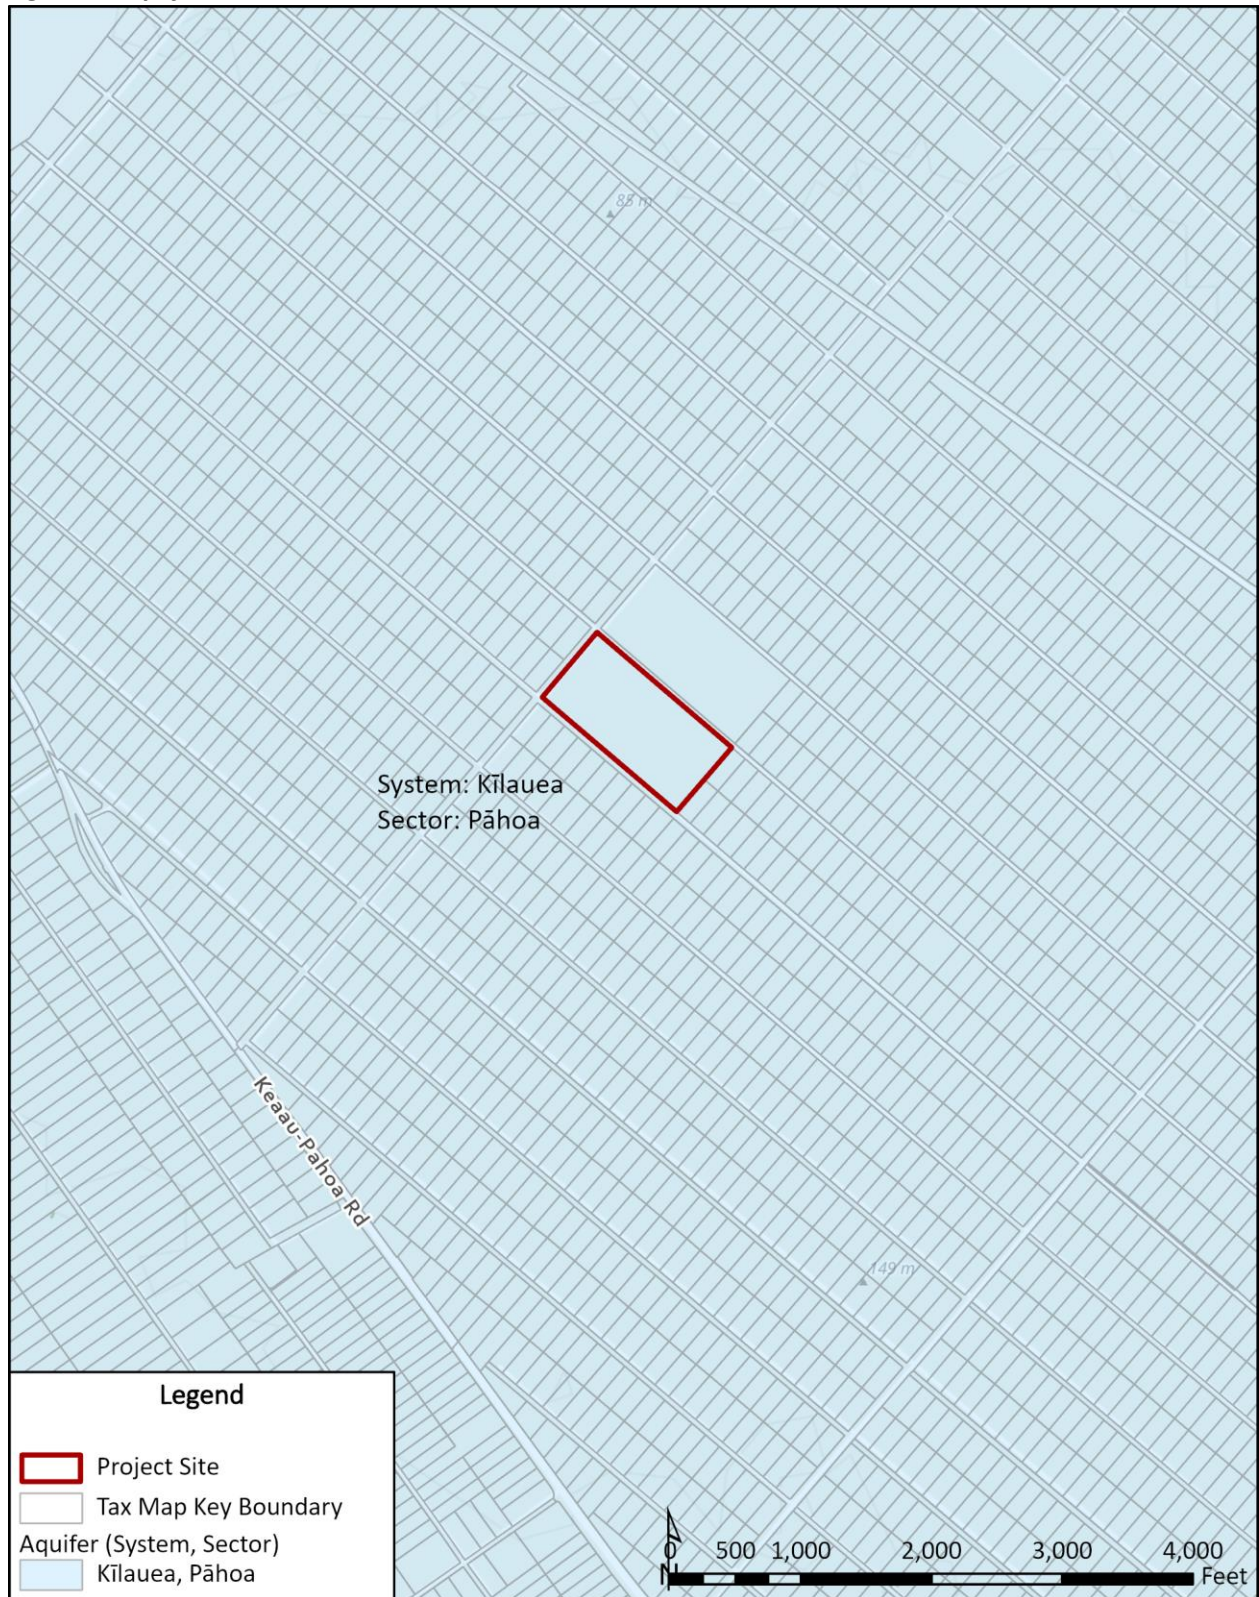 85 m
System: Kīlauea
Sector: Pāhoa
Keaau-Pahoa Rd
149 m
Legend
Project Site
Tax Map Key Boundary
Aquifer (System, Sector)
Kīlauea, Pāhoa
N
0 500 1,000 2,000 3,000 4,000
Feet